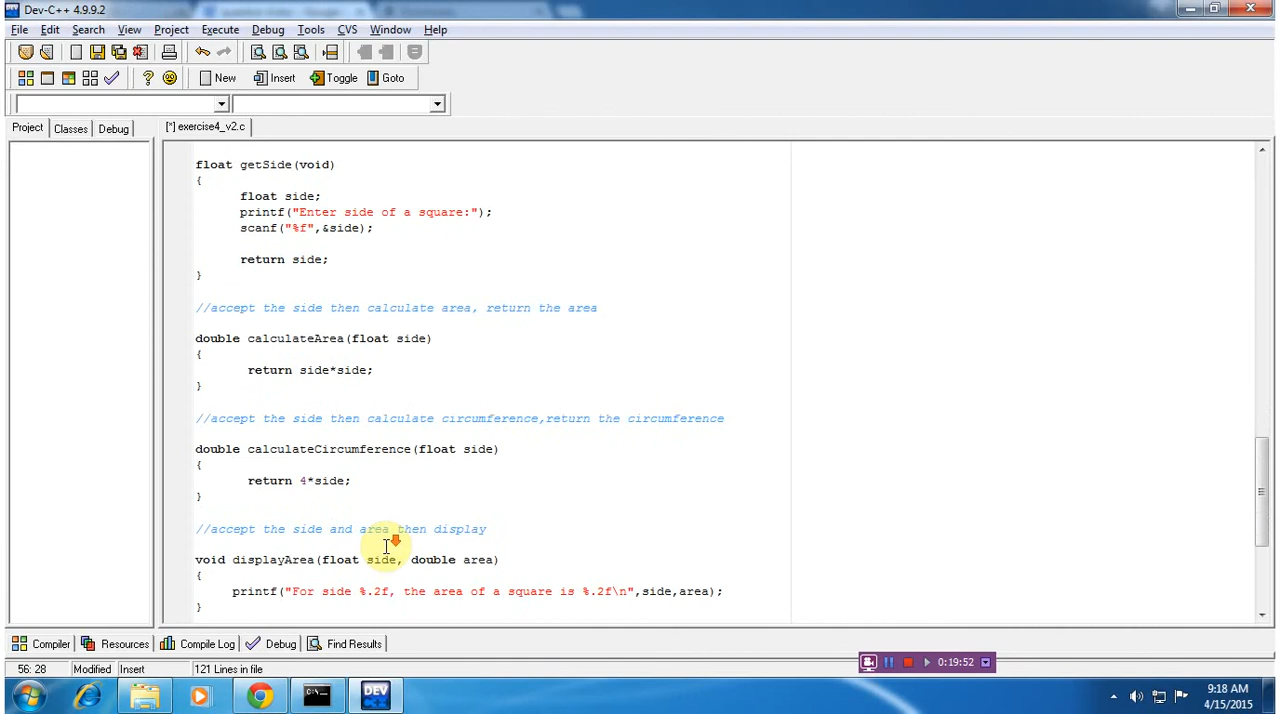 Dev-C++ 4.9.9.2
File Edit Search View Project Execute Debug Tools CVS Window Help
New Insert Toggle Goto
Project Classes Debug
[*] exercise4_v2.c
float getSide(void)
{
float side;
printf("Enter side of a square:");
scanf("%f",&side);
return side;
}
//accept the side then calculate area, return the area
double calculateArea(float side)
{
return side*side;
}
//accept the side then calculate circumference,return the circumference
double calculateCircumference(float side)
{
return 4*side;
}
//accept the side and area then display
void displayArea(float side, double area)
{
printf("For side %.2f, the area of a square is %.2f\n",side,area);
}
Compiler Resources Compile Log Debug Find Results
56: 28 Modified Insert 121 Lines in file
0:19:52
DEV
9:18 AM
4/15/2015